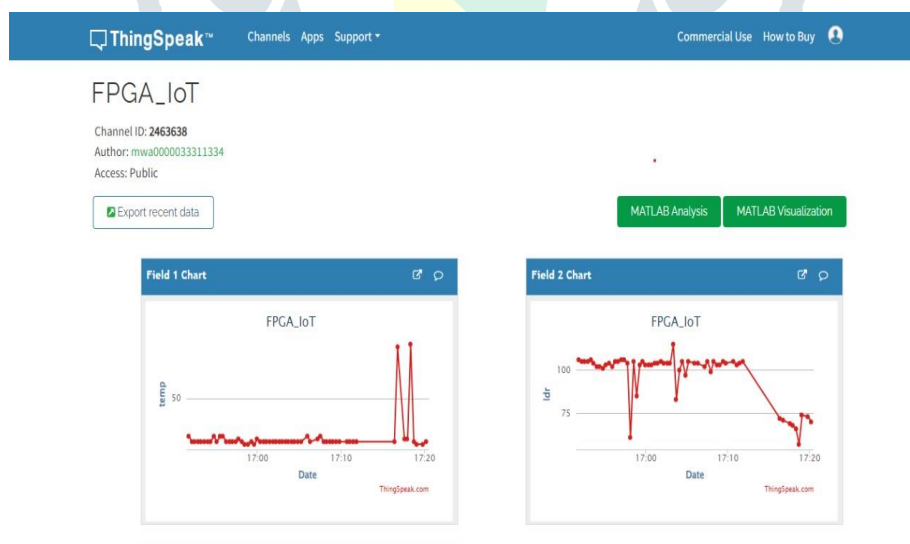 ThingSpeak™ Channels Apps Support Commercial Use How to Buy
FPGA_IoT
Channel ID: 2463638
Author: mwa0000033311334
Access: Public
Export recent data MATLAB Analysis MATLAB Visualization
Field 1 Chart
FPGA_IoT
temp
50
17:00 17:10 17:20
Date
ThingSpeak.com
Field 2 Chart
FPGA_IoT
ldr
100
75
17:00 17:10 17:20
Date
ThingSpeak.com